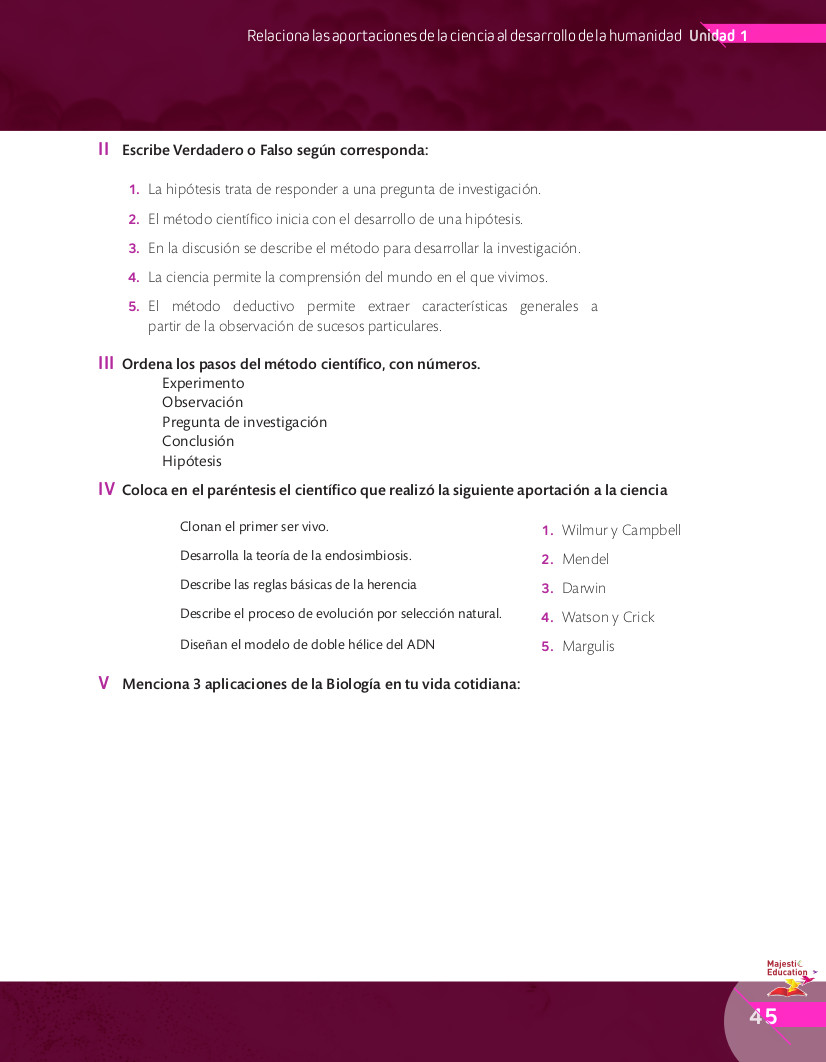 Relaciona las aportaciones de la ciencia al desarrollo de la humanidad Unidad 1
II Escribe Verdadero o Falso según corresponda:
1. La hipótesis trata de responder a una pregunta de investigación.
2. El método científico inicia con el desarrollo de una hipótesis.
3. En la discusión se describe el método para desarrollar la investigación.
4. La ciencia permite la comprensión del mundo en el que vivimos.
5. El método deductivo permite extraer características generales a
partir de la observación de sucesos particulares.
III Ordena los pasos del método científico, con números.
Experimento
Observación
Pregunta de investigación
Conclusión
Hipótesis
IV Coloca en el paréntesis el científico que realizó la siguiente aportación a la ciencia
Clonan el primer ser vivo. 1. Wilmur y Campbell
Desarrolla la teoría de la endosimbiosis. 2. Mendel
Describe las reglas básicas de la herencia 3. Darwin
Describe el proceso de evolución por selección natural. 4. Watson y Crick
Diseñan el modelo de doble hélice del ADN 5. Margulis
V Menciona 3 aplicaciones de la Biología en tu vida cotidiana:
Majestic
Education
45